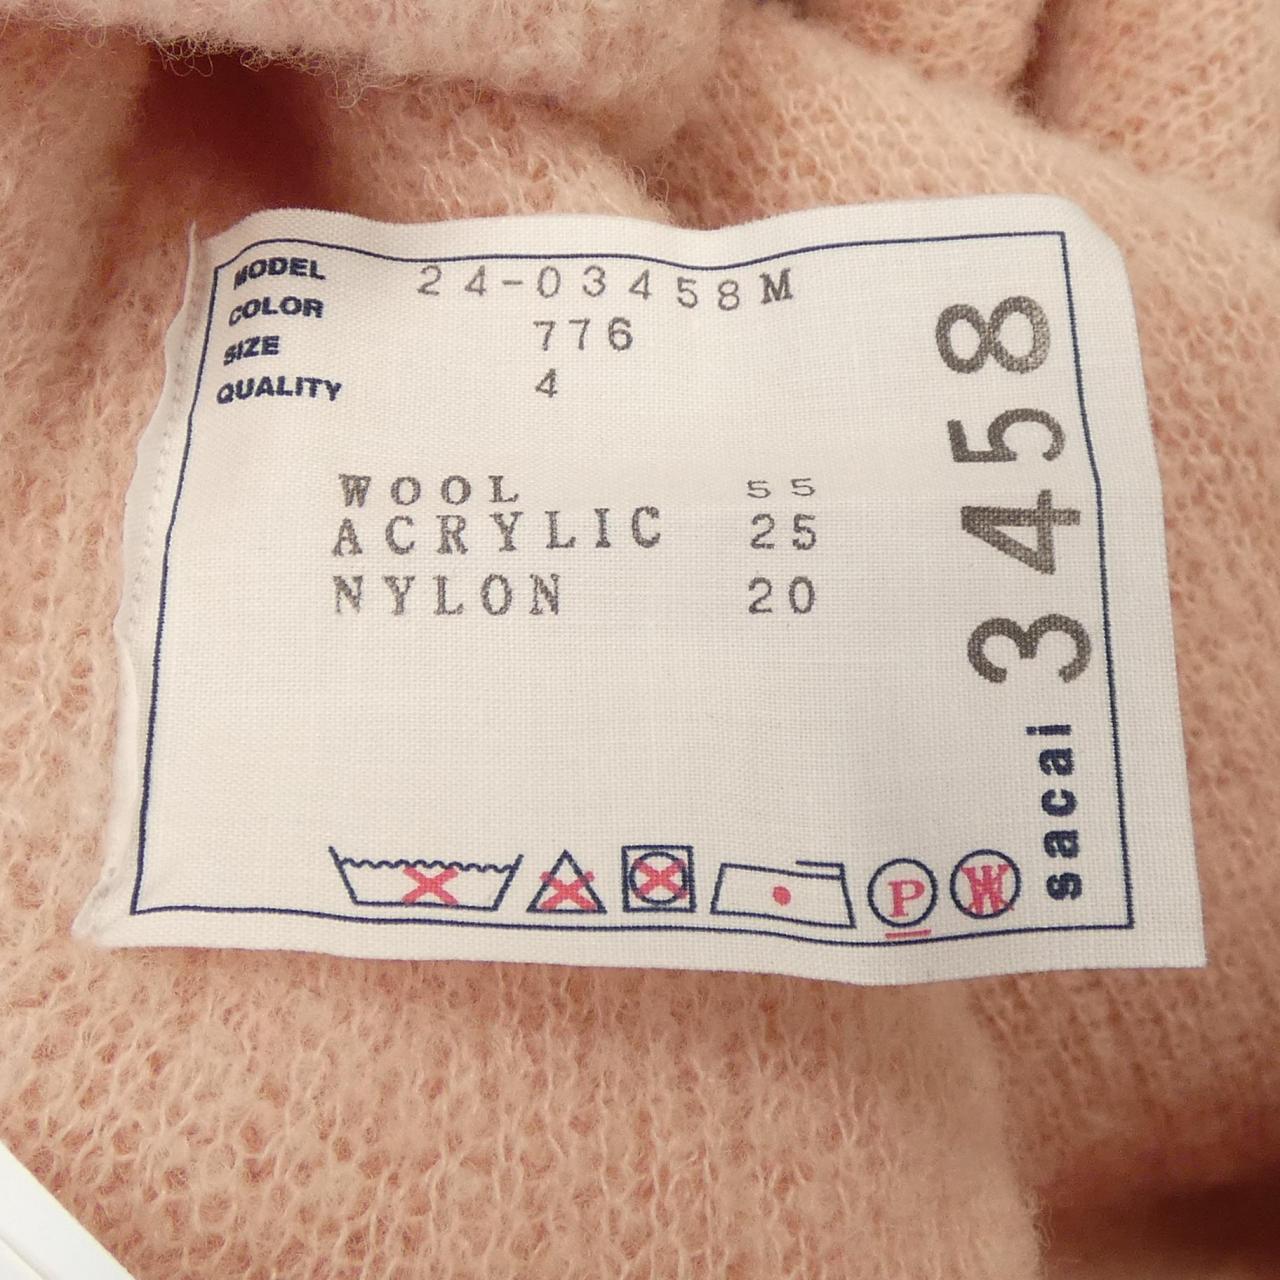 MODEL 24-03458M
COLOR 776
SIZE 4
QUALITY
WOOL 55
ACRYLIC 25
NYLON 20
P W
sacai 3458